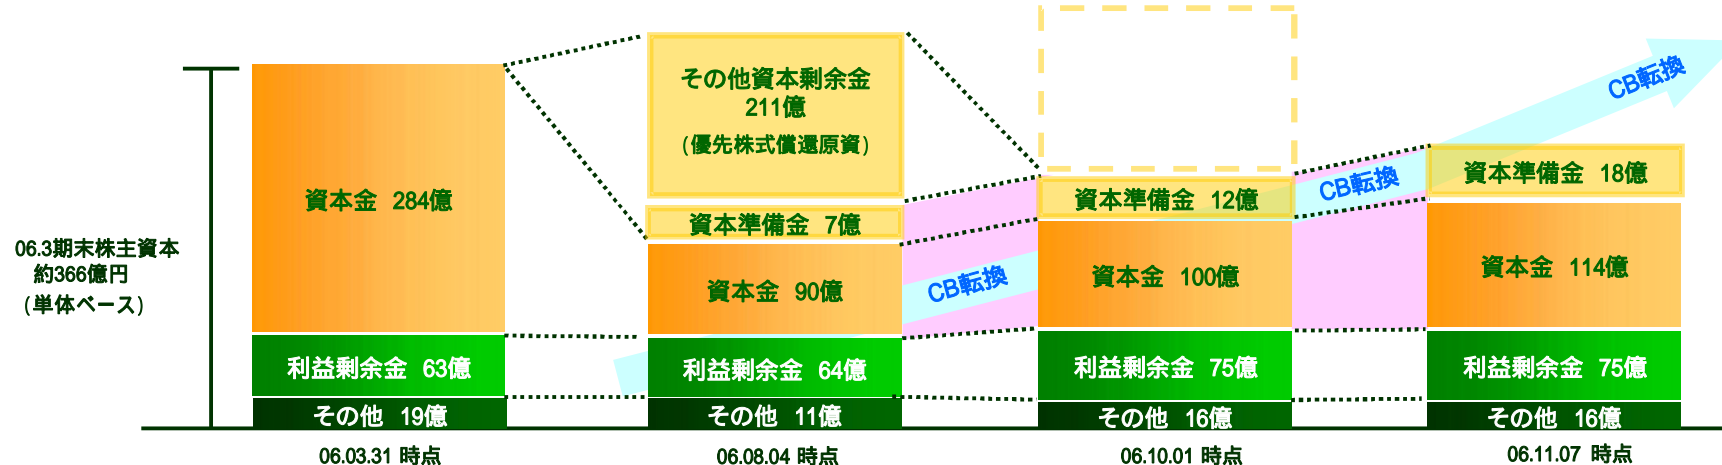 06.3期末株主資本
約366億円
(単体ベース)
資本金 284億
利益剰余金 63億
その他 19億
06.03.31 時点
その他資本剰余金
211億
(優先株式償還原資)
資本準備金 7億
資本金 90億
利益剰余金 64億
その他 11億
06.08.04 時点
CB転換
資本準備金 12億
資本金 100億
利益剰余金 75億
その他 16億
06.10.01 時点
CB転換
資本準備金 18億
資本金 114億
利益剰余金 75億
その他 16億
06.11.07 時点
CB転換